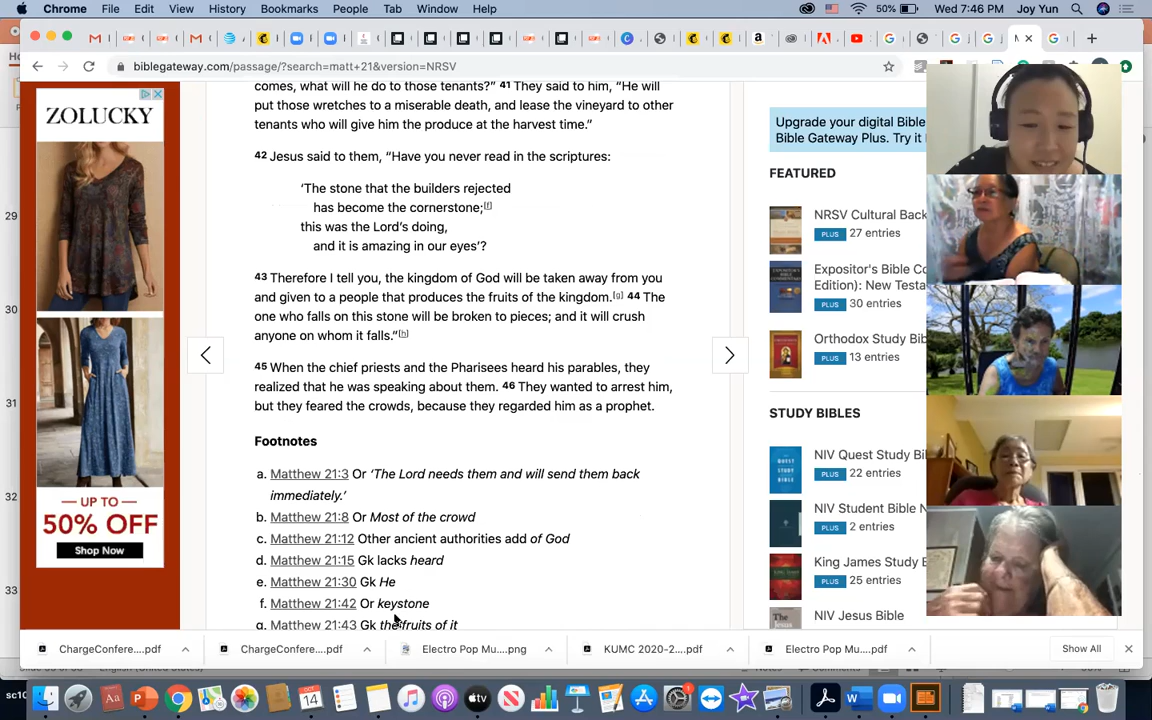 Chrome File Edit View History Bookmarks People Tab Window Help 50% Wed 7:46 PM Joy Yun
biblegateway.com/passage/?search=matt+21&version=NRSV
comes, what will he do to those tenants?” 41 They said to him, “He will
put those wretches to a miserable death, and lease the vineyard to other
tenants who will give him the produce at the harvest time.”
42 Jesus said to them, “Have you never read in the scriptures:
‘The stone that the builders rejected
has become the cornerstone;[f]
this was the Lord’s doing,
and it is amazing in our eyes’?
43 Therefore I tell you, the kingdom of God will be taken away from you
and given to a people that produces the fruits of the kingdom.[g] 44 The
one who falls on this stone will be broken to pieces; and it will crush
anyone on whom it falls.”[h]
45 When the chief priests and the Pharisees heard his parables, they
realized that he was speaking about them. 46 They wanted to arrest him,
but they feared the crowds, because they regarded him as a prophet.
Footnotes
a. Matthew 21:3 Or ‘The Lord needs them and will send them back
immediately.’
b. Matthew 21:8 Or Most of the crowd
c. Matthew 21:12 Other ancient authorities add of God
d. Matthew 21:15 Gk lacks heard
e. Matthew 21:30 Gk He
f. Matthew 21:42 Or keystone
g. Matthew 21:43 Gk the fruits of it
ZOLUCKY
UP TO
50% OFF
Shop Now
29
30
31
32
33
Upgrade your digital Bible
Bible Gateway Plus. Try it
FEATURED
NRSV Cultural Back
PLUS 27 entries
Expositor's Bible Co
Edition): New Testa
PLUS 30 entries
Orthodox Study Bib
PLUS 13 entries
STUDY BIBLES
NIV Quest Study B
PLUS 22 entries
NIV Student Bible N
PLUS 2 entries
King James Study E
PLUS 25 entries
NIV Jesus Bible
ChargeConfere....pdf
ChargeConfere....pdf
Electro Pop Mu....png
KUMC 2020-2....pdf
Electro Pop Mu....pdf
Show All
OCT
14